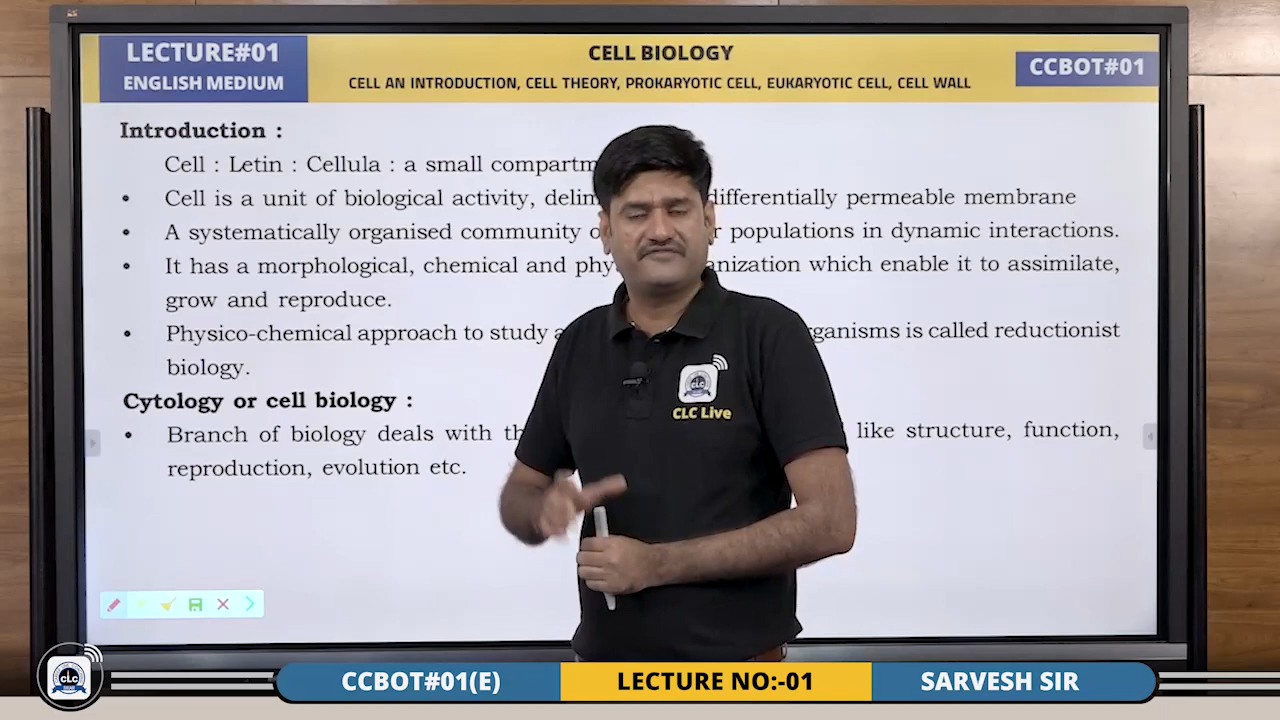 LECTURE#01
ENGLISH MEDIUM
CELL BIOLOGY
CELL AN INTRODUCTION, CELL THEORY, PROKARYOTIC CELL, EUKARYOTIC CELL, CELL WALL
CCBOT#01
Introduction :
Cell : Letin : Cellula : a small compartm
• Cell is a unit of biological activity, delim differentially permeable membrane
• A systematically organised community o r populations in dynamic interactions.
• It has a morphological, chemical and phy anization which enable it to assimilate,
grow and reproduce.
• Physico-chemical approach to study a ganisms is called reductionist
biology.
Cytology or cell biology :
• Branch of biology deals with th like structure, function,
reproduction, evolution etc.
CLC
CLC Live
CLC
CCBOT#01(E)
LECTURE NO:-01
SARVESH SIR